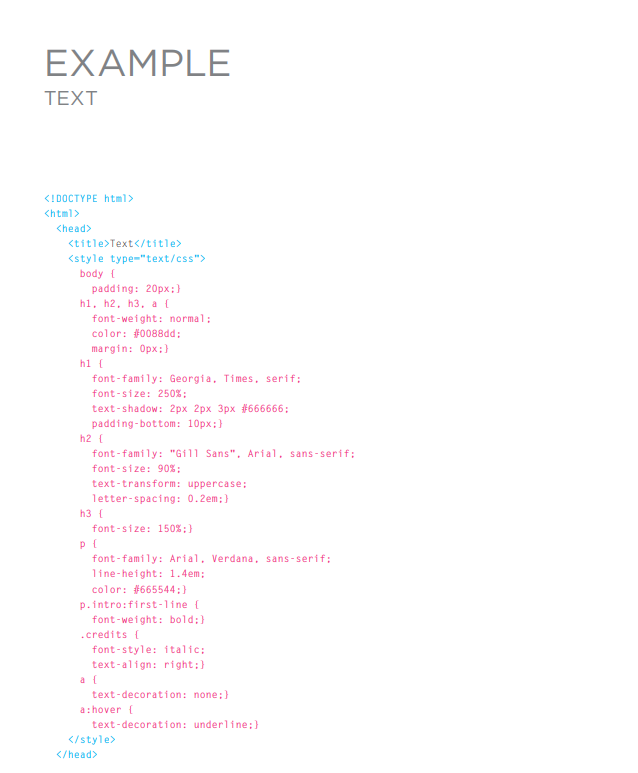 EXAMPLE
TEXT
<!DOCTYPE html>
<html>
  <head>
    <title>Text</title>
    <style type="text/css">
      body {
        padding: 20px;}
      h1, h2, h3, a {
        font-weight: normal;
        color: #0088dd;
        margin: 0px;}
      h1 {
        font-family: Georgia, Times, serif;
        font-size: 250%;
        text-shadow: 2px 2px 3px #666666;
        padding-bottom: 10px;}
      h2 {
        font-family: "Gill Sans", Arial, sans-serif;
        font-size: 90%;
        text-transform: uppercase;
        letter-spacing: 0.2em;}
      h3 {
        font-size: 150%;}
      p {
        font-family: Arial, Verdana, sans-serif;
        line-height: 1.4em;
        color: #665544;}
      p.intro:first-line {
        font-weight: bold;}
      .credits {
        font-style: italic;
        text-align: right;}
      a {
        text-decoration: none;}
      a:hover {
        text-decoration: underline;}
    </style>
  </head>